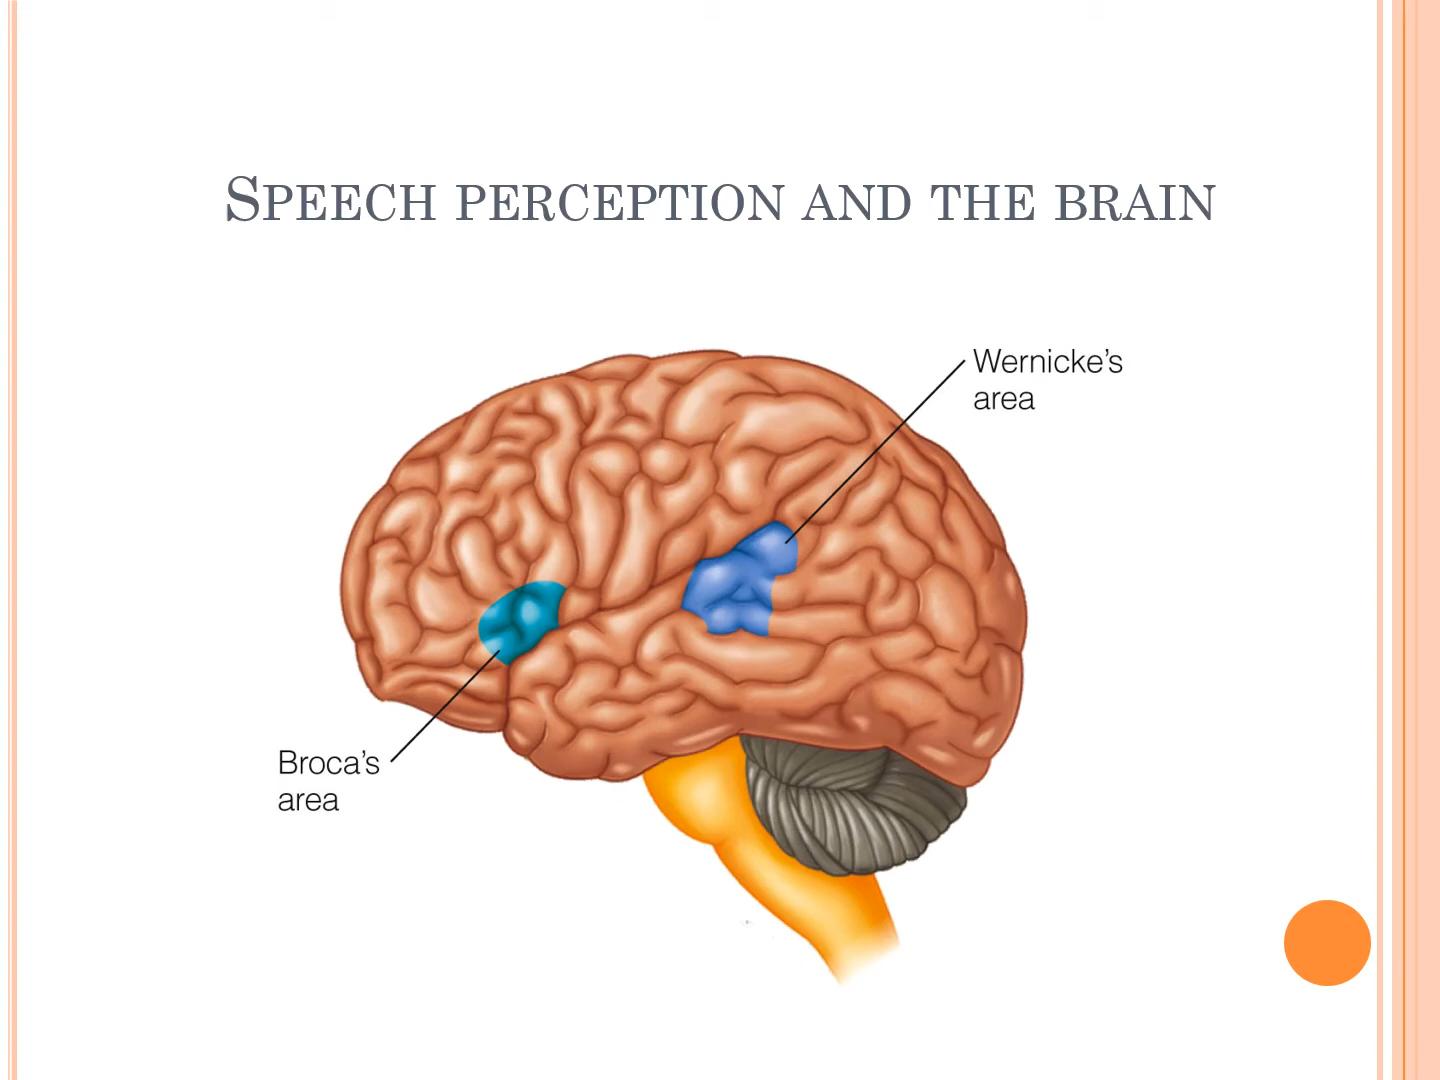 Speech perception and the brain
Wernicke’s
area
Broca’s
area